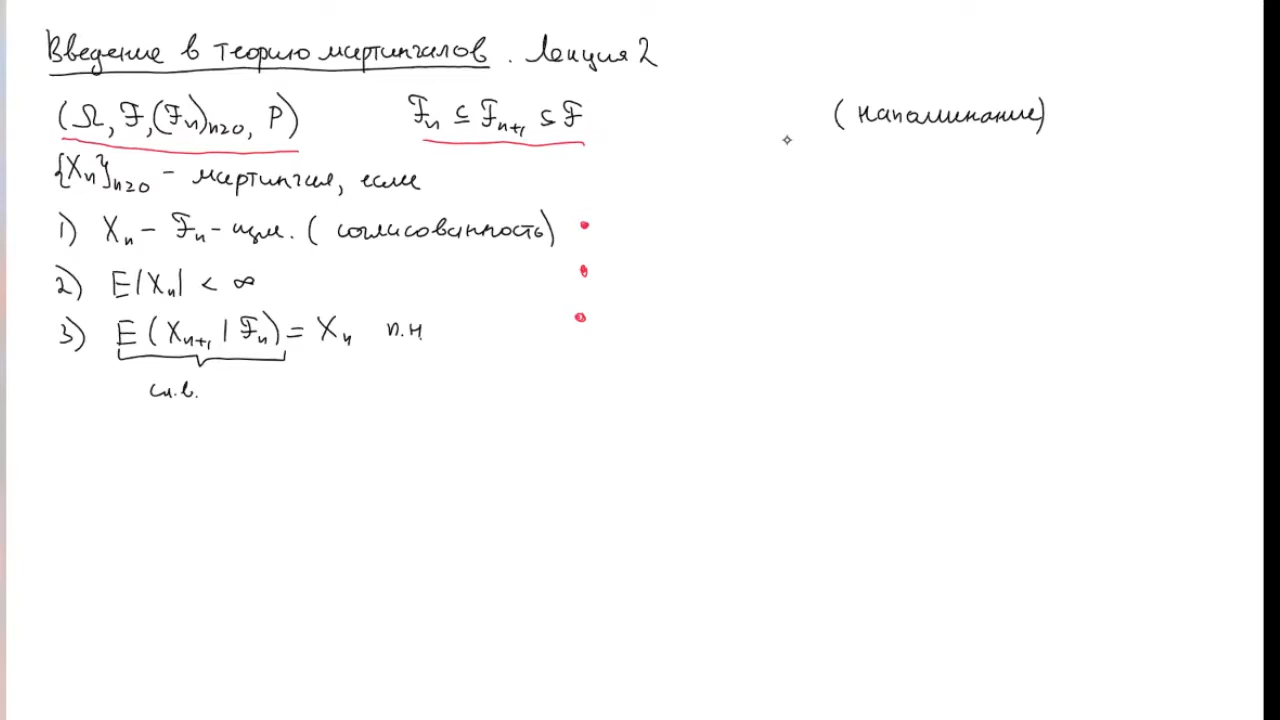 Введение в теорию мартингалов. Лекция 2
(Ω, ℱ, (ℱₙ)ₙ≥₀, P) ℱₙ ⊆ ℱₙ₊₁ ⊆ ℱ (напоминание)
{Xₙ}ₙ≥₀ – мартингал, если
1) Xₙ – ℱₙ-изм. (согласованность)
2) E|Xₙ| < ∞
3) E(Xₙ₊₁ | ℱₙ) = Xₙ п.н.
сл.в.